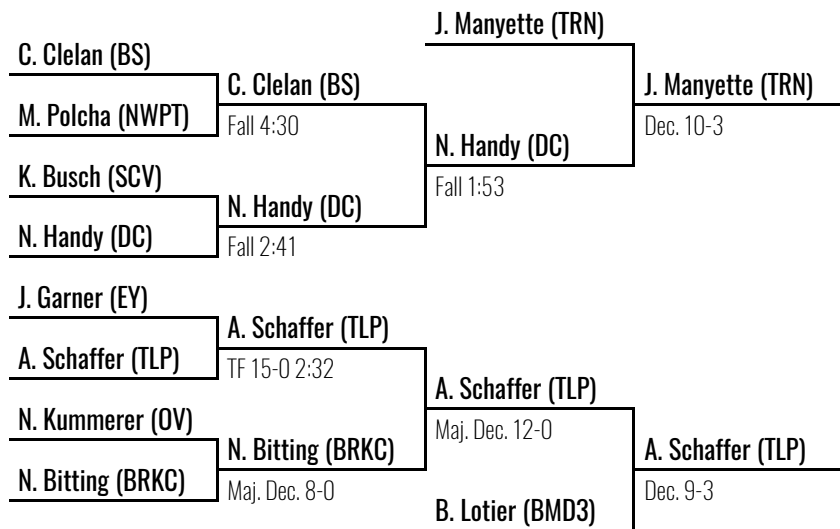 J. Manyette (TRN)
C. Clelan (BS)
C. Clelan (BS)
J. Manyette (TRN)
M. Polcha (NWPT)
Fall 4:30
Dec. 10-3
N. Handy (DC)
K. Busch (SCV)
Fall 1:53
N. Handy (DC)
N. Handy (DC)
Fall 2:41
J. Garner (EY)
A. Schaffer (TLP)
A. Schaffer (TLP)
TF 15-0 2:32
A. Schaffer (TLP)
N. Kummerer (OV)
Maj. Dec. 12-0
N. Bitting (BRKC)
A. Schaffer (TLP)
N. Bitting (BRKC)
Maj. Dec. 8-0
Dec. 9-3
B. Lotier (BMD3)